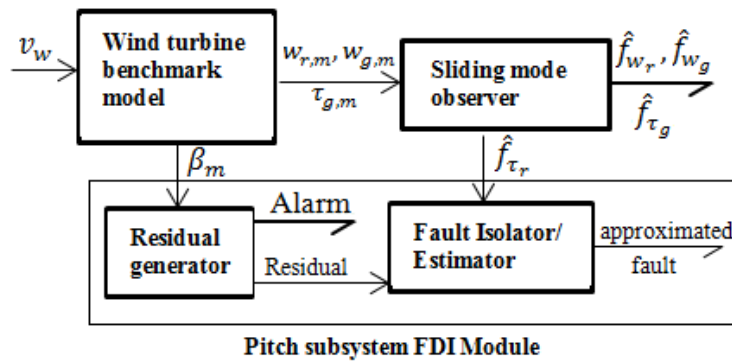 v_w
Wind turbine
benchmark
model
w_{r,m}, w_{g,m}
τ_{g,m}
Sliding mode
observer
f̂_{w_r}, f̂_{w_g}
f̂_{τ_g}
β_m
f̂_{τ_r}
Residual
generator
Alarm
Residual
Fault Isolator/
Estimator
approximated
fault
Pitch subsystem FDI Module